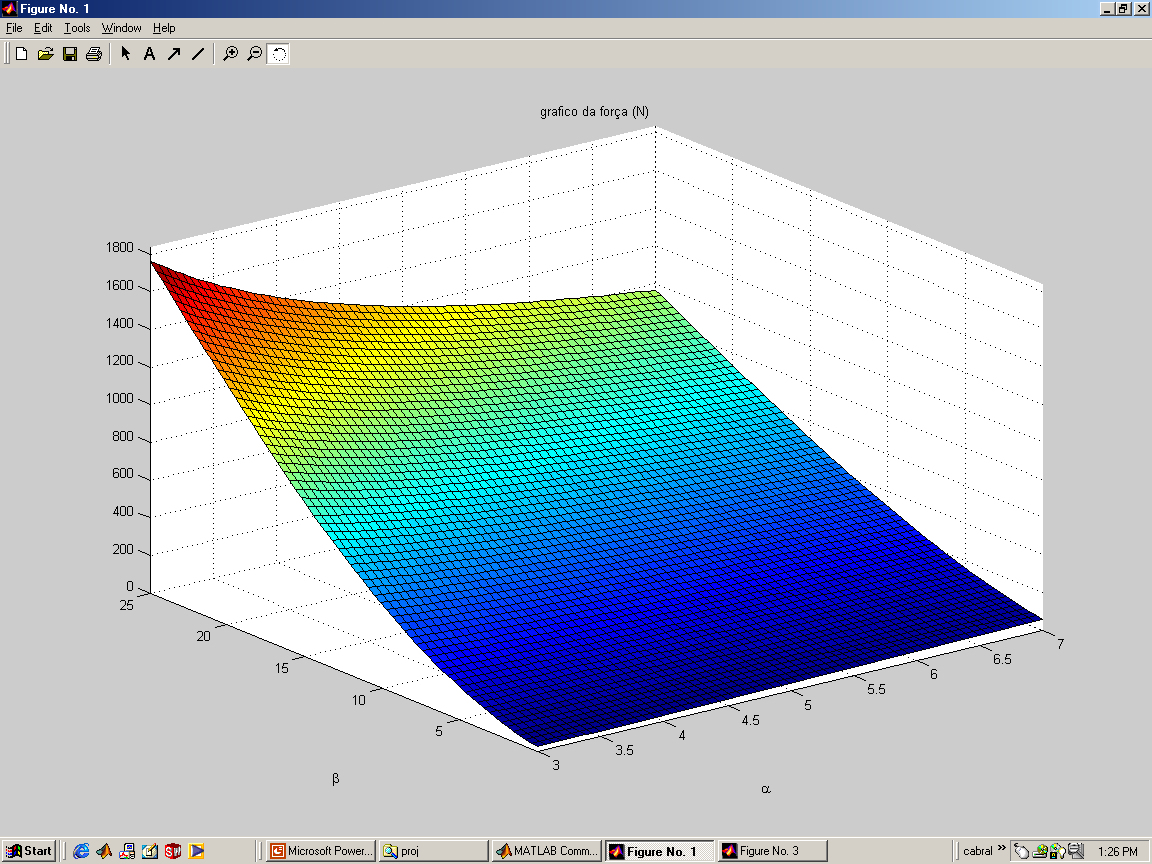 Figure No. 1
File Edit Tools Window Help
A
grafico da força (N)
1800
1600
1400
1200
1000
800
600
400
200
0
25
20
15
10
5
β
3
3.5
4
4.5
5
5.5
6
6.5
7
α
Start
Microsoft Power...
proj
MATLAB Comm...
Figure No. 1
Figure No. 3
cabral »
1:26 PM